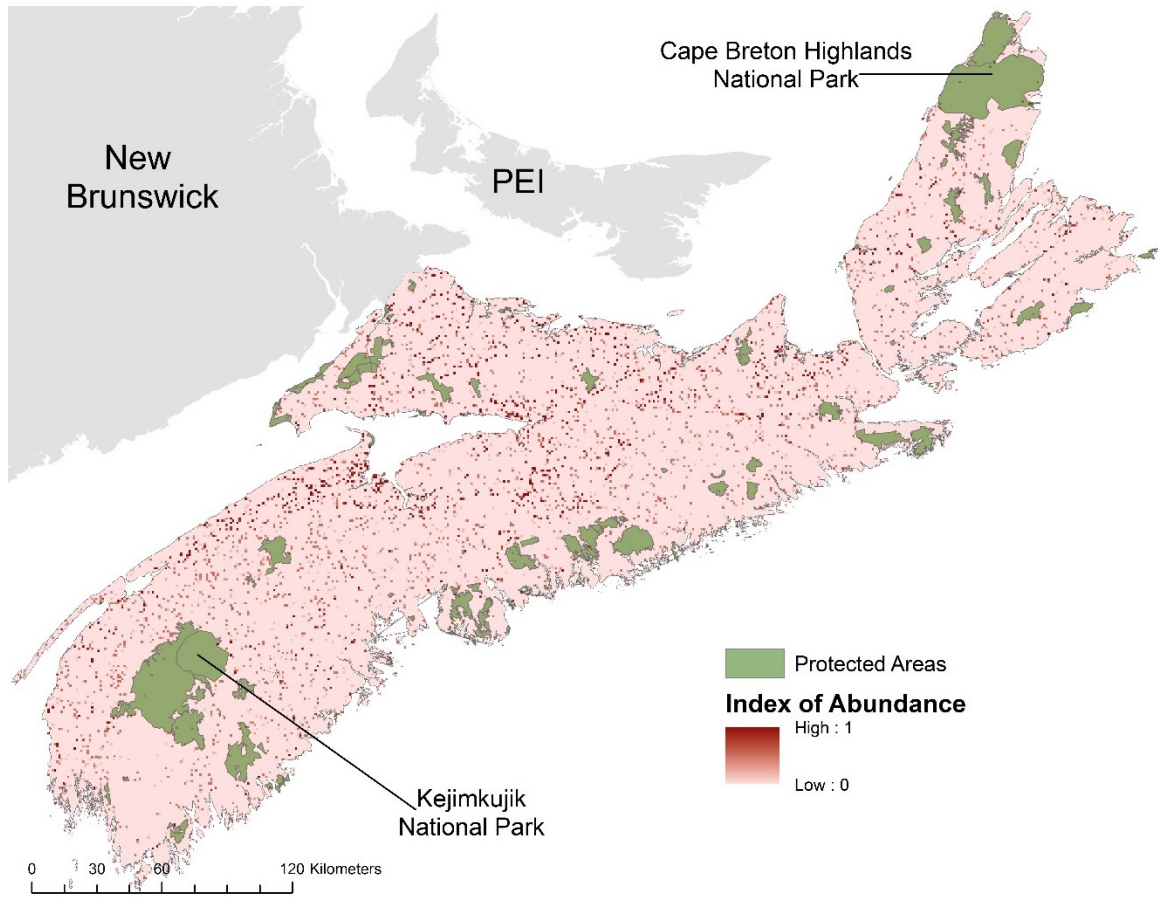 Cape Breton Highlands
National Park
New
Brunswick
PEI
Protected Areas
Index of Abundance
High : 1
Low : 0
Kejimkujik
National Park
0 30 60 120 Kilometers